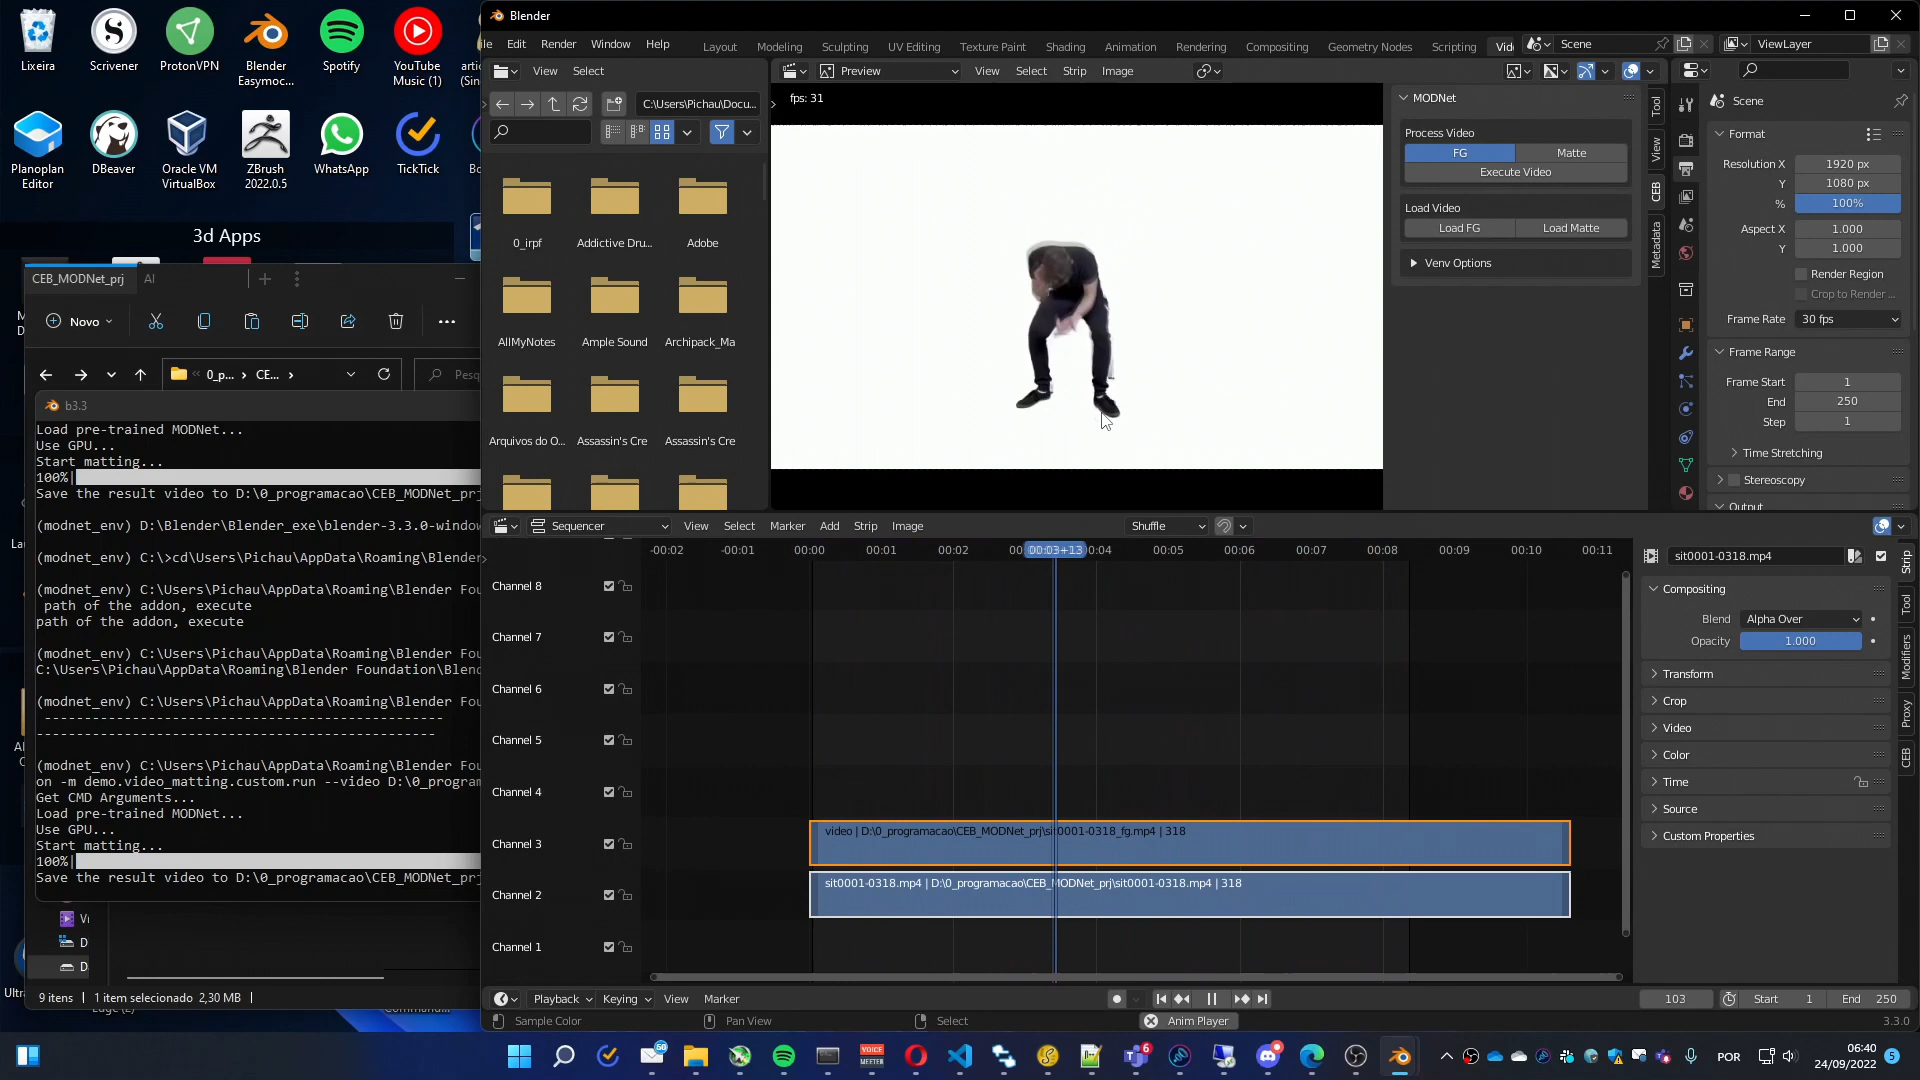 Lixeira
Scrivener
ProtonVPN
Blender
Easymoc...
Spotify
YouTube
Music (1)
Planoplan
Editor
DBeaver
Oracle VM
VirtualBox
ZBrush
2022.0.5
WhatsApp
TickTick
3d Apps
CEB_MODNet_prj
AI
Novo
0_p...
CE...
Pesq
b3.3
Load pre-trained MODNet...
Use GPU...
Start matting...
100%|
Save the result video to D:\0_programacao\CEB_MODNet_prj
(modnet_env) D:\Blender\Blender_exe\blender-3.3.0-window
(modnet_env) C:\>cd\Users\Pichau\AppData\Roaming\Blender
(modnet_env) C:\Users\Pichau\AppData\Roaming\Blender Fou
path of the addon, execute
path of the addon, execute
(modnet_env) C:\Users\Pichau\AppData\Roaming\Blender Fou
C:\Users\Pichau\AppData\Roaming\Blender Foundation\Blend
(modnet_env) C:\Users\Pichau\AppData\Roaming\Blender Fou
--------------------------------------------------
-------------------------------------------------
(modnet_env) C:\Users\Pichau\AppData\Roaming\Blender Fou
on -m demo.video_matting.custom.run --video D:\0_program
Get CMD Arguments...
Load pre-trained MODNet...
Use GPU...
Start matting...
100%|
Save the result video to D:\0_programacao\CEB_MODNet_prj
9 itens | 1 item selecionado 2,30 MB |
Blender
Edit Render Window Help
Layout Modeling Sculpting UV Editing Texture Paint Shading Animation Rendering Compositing Geometry Nodes Scripting
Scene
ViewLayer
View Select
C:\Users\Pichau\Docu...
0_irpf
Addictive Dru...
Adobe
AllMyNotes
Ample Sound
Archipack_Ma
Arquivos do O...
Assassin's Cre
Assassin's Cre
Preview View Select Strip Image
fps: 31
MODNet
Process Video
FG Matte
Execute Video
Load Video
Load FG Load Matte
Venv Options
Tool
View
CEB
Metadata
Scene
Format
Resolution X 1920 px
Y 1080 px
% 100%
Aspect X 1.000
Y 1.000
Render Region
Crop to Render ...
Frame Rate 30 fps
Frame Range
Frame Start 1
End 250
Step 1
Time Stretching
Stereoscopy
Output
Sequencer View Select Marker Add Strip Image
Shuffle
-00:02 -00:01 00:00 00:01 00:02 00:03+13 00:04 00:05 00:06 00:07 00:08 00:09 00:10 00:11
Channel 8
Channel 7
Channel 6
Channel 5
Channel 4
Channel 3
video | D:\0_programacao\CEB_MODNet_prj\sit0001-0318_fg.mp4 | 318
Channel 2
sit0001-0318.mp4 | D:\0_programacao\CEB_MODNet_prj\sit0001-0318.mp4 | 318
Channel 1
sit0001-0318.mp4
Compositing
Blend Alpha Over
Opacity 1.000
Transform
Crop
Video
Color
Time
Source
Custom Properties
Strip
Tool
Modifiers
Proxy
CEB
Playback Keying View Marker
103
Start 1
End 250
Sample Color
Pan View
Select
Anim Player
3.3.0
60
VOICE
MEETER
6
POR
06:40
24/09/2022
5